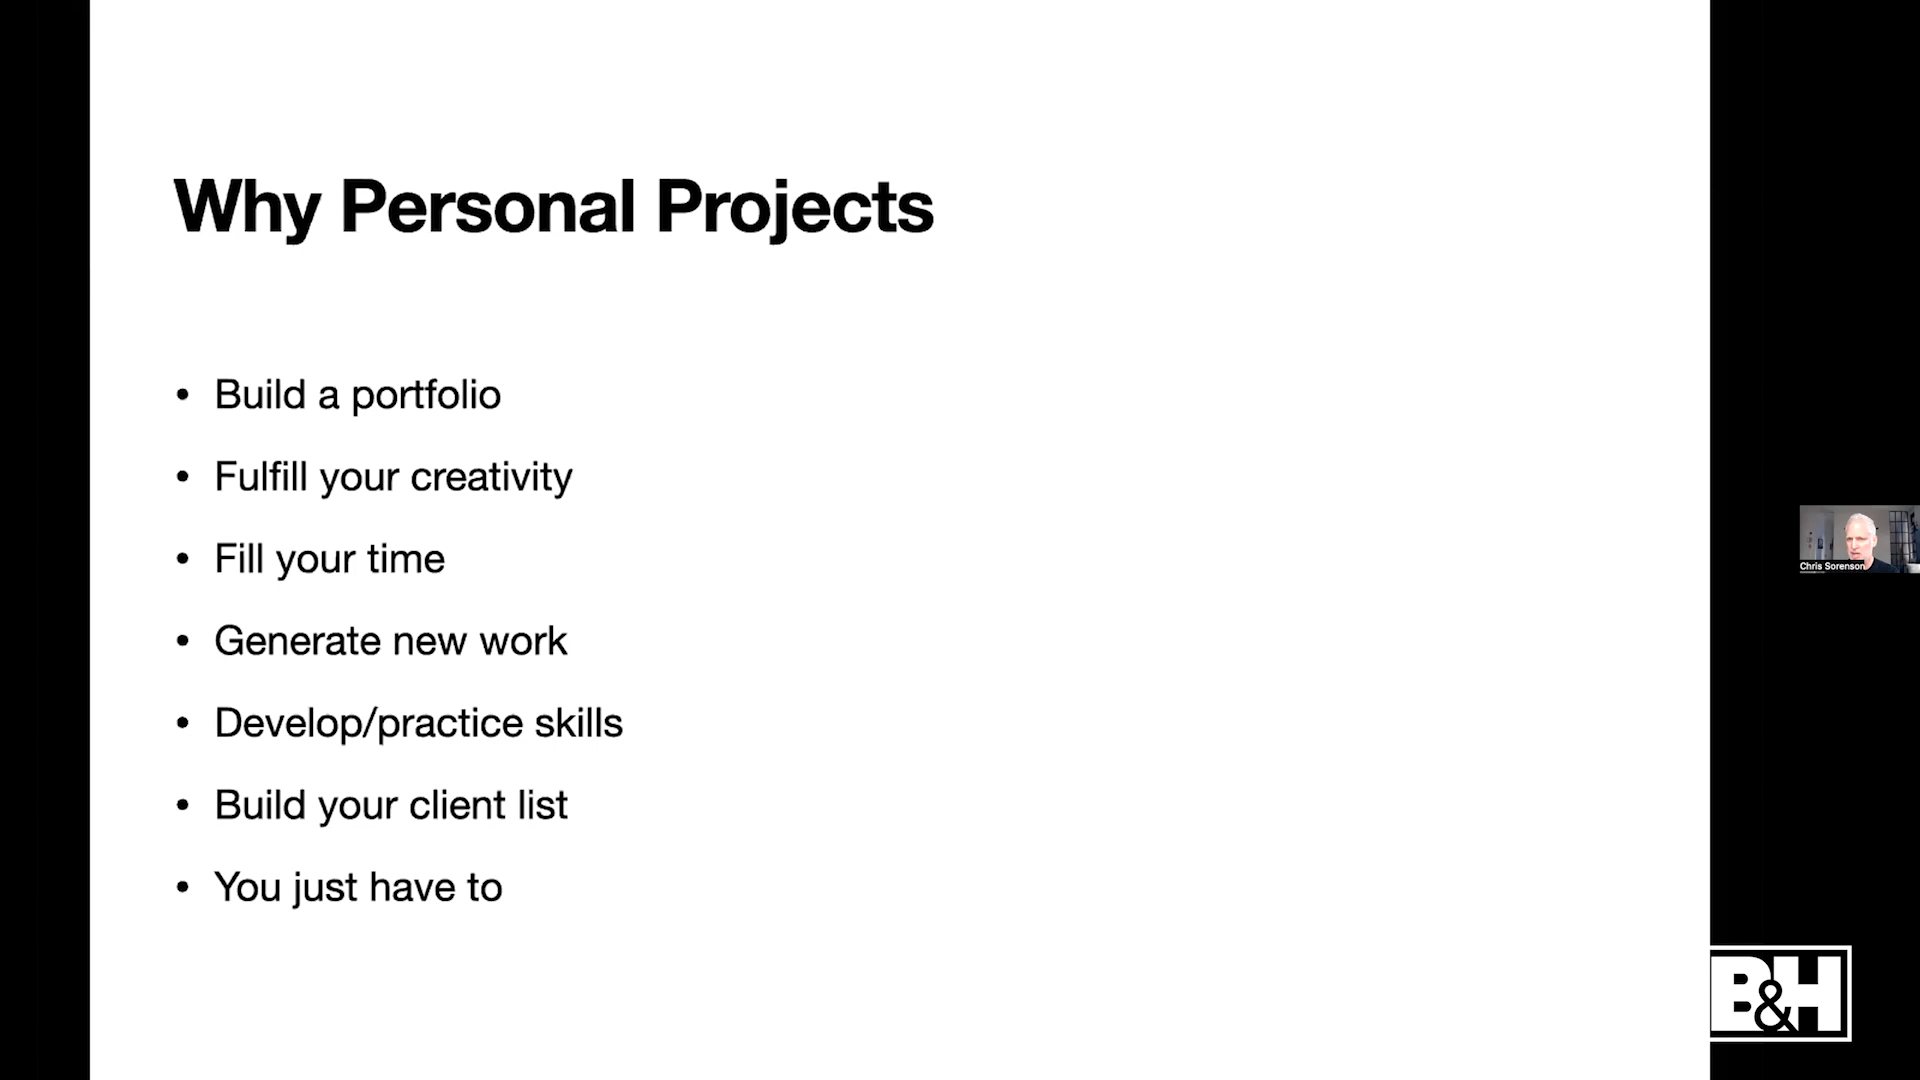 Why Personal Projects
• Build a portfolio
• Fulfill your creativity
• Fill your time
• Generate new work
• Develop/practice skills
• Build your client list
• You just have to
Chris Sorenson
B&H